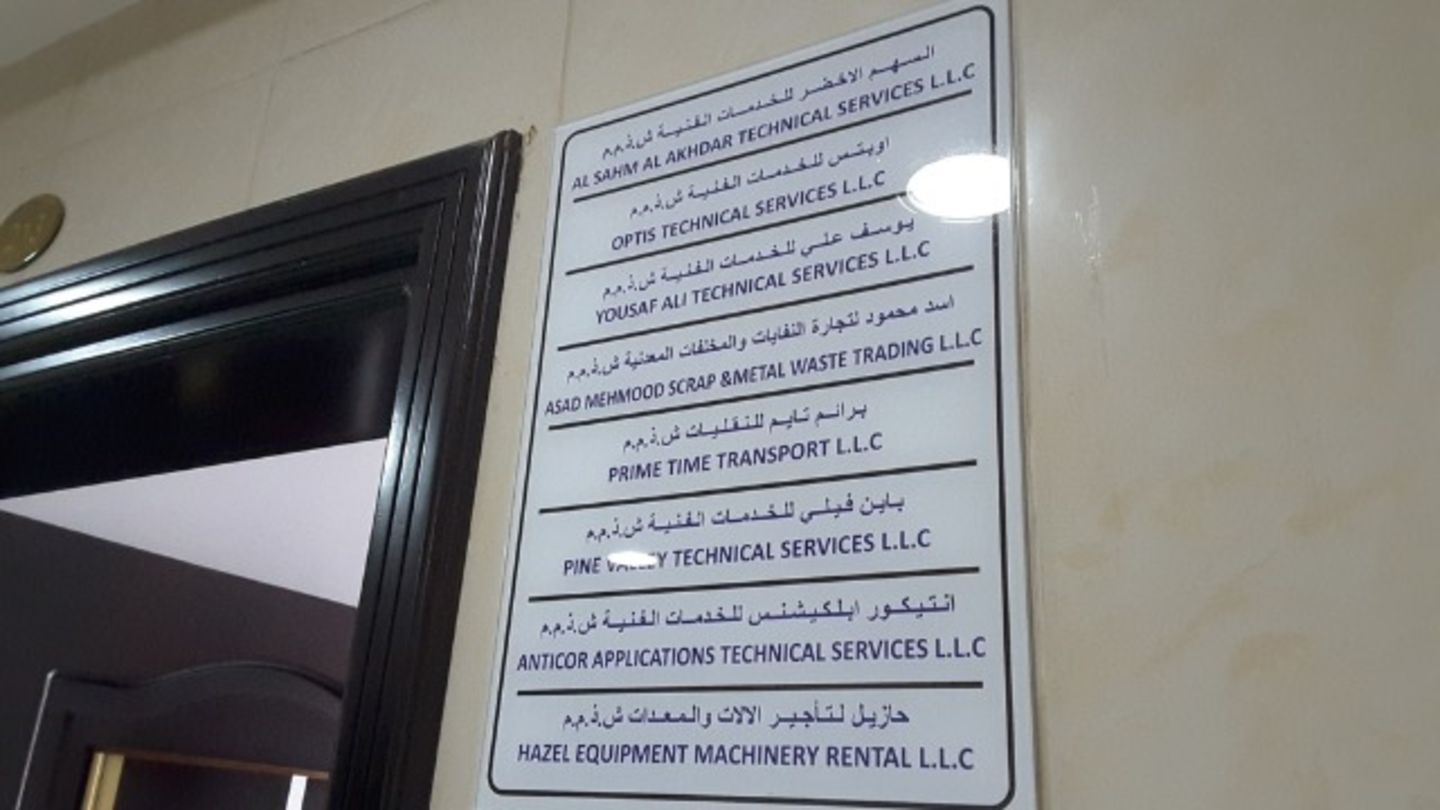 السهم الاخضر للخدمات الفنية ش.ذ.م.م
AL SAHM AL AKHDAR TECHNICAL SERVICES L.L.C
اوبتس للخدمات الفنية ش.ذ.م.م
OPTIS TECHNICAL SERVICES L.L.C
يوسف علي للخدمات الفنية ش.ذ.م.م
YOUSAF ALI TECHNICAL SERVICES L.L.C
اسد محمود لتجارة النفايات والمخلفات المعدنية ش.ذ.م.م
ASAD MEHMOOD SCRAP &METAL WASTE TRADING L.L.C
برائم تايم للنقليات ش.ذ.م.م
PRIME TIME TRANSPORT L.L.C
باين فيلي للخدمات الفنية ش.ذ.م.م
PINE VALLEY TECHNICAL SERVICES L.L.C
انتيكور ابلكيشنس للخدمات الفنية ش.ذ.م.م
ANTICOR APPLICATIONS TECHNICAL SERVICES L.L.C
حازيل لتأجير الالات والمعدات ش.ذ.م.م
HAZEL EQUIPMENT MACHINERY RENTAL L.L.C